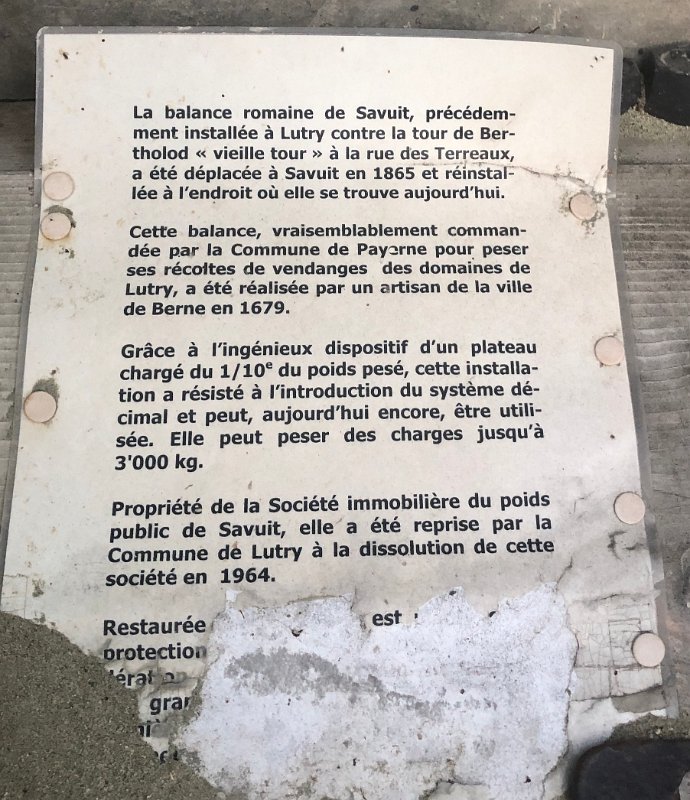 La balance romaine de Savuit, précédem-
ment installée à Lutry contre la tour de Ber-
tholod « vieille tour » à la rue des Terreaux,
a été déplacée à Savuit en 1865 et réinstal-
lée à l'endroit où elle se trouve aujourd'hui.
Cette balance, vraisemblablement comman-
dée par la Commune de Payerne pour peser
ses récoltes de vendanges des domaines de
Lutry, a été réalisée par un artisan de la ville
de Berne en 1679.
Grâce à l'ingénieux dispositif d'un plateau
chargé du 1/10e du poids pesé, cette installa-
tion a résisté à l'introduction du système dé-
cimal et peut, aujourd'hui encore, être utili-
sée. Elle peut peser des charges jusqu'à
3'000 kg.
Propriété de la Société immobilière du poids
public de Savuit, elle a été reprise par la
Commune de Lutry à la dissolution de cette
société en 1964.
Restaurée est
protection